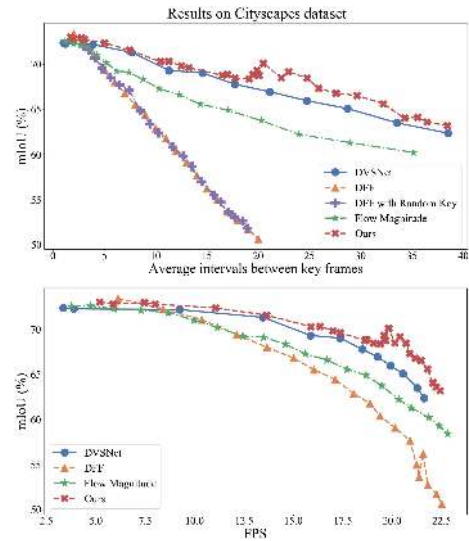 Results on Cityscapes dataset
mIoU (%)
70
65
60
55
50
0 5 10 15 20 25 30 35 40
Average intervals between key frames
DVSNet
DFF
DFF with Random Key
Flow Magnitude
Ours
mIoU (%)
70
65
60
55
50
2.5 5.0 7.5 10.0 12.5 15.0 17.5 20.0 22.5
FPS
DVSNet
DFF
Flow Magnitude
Ours